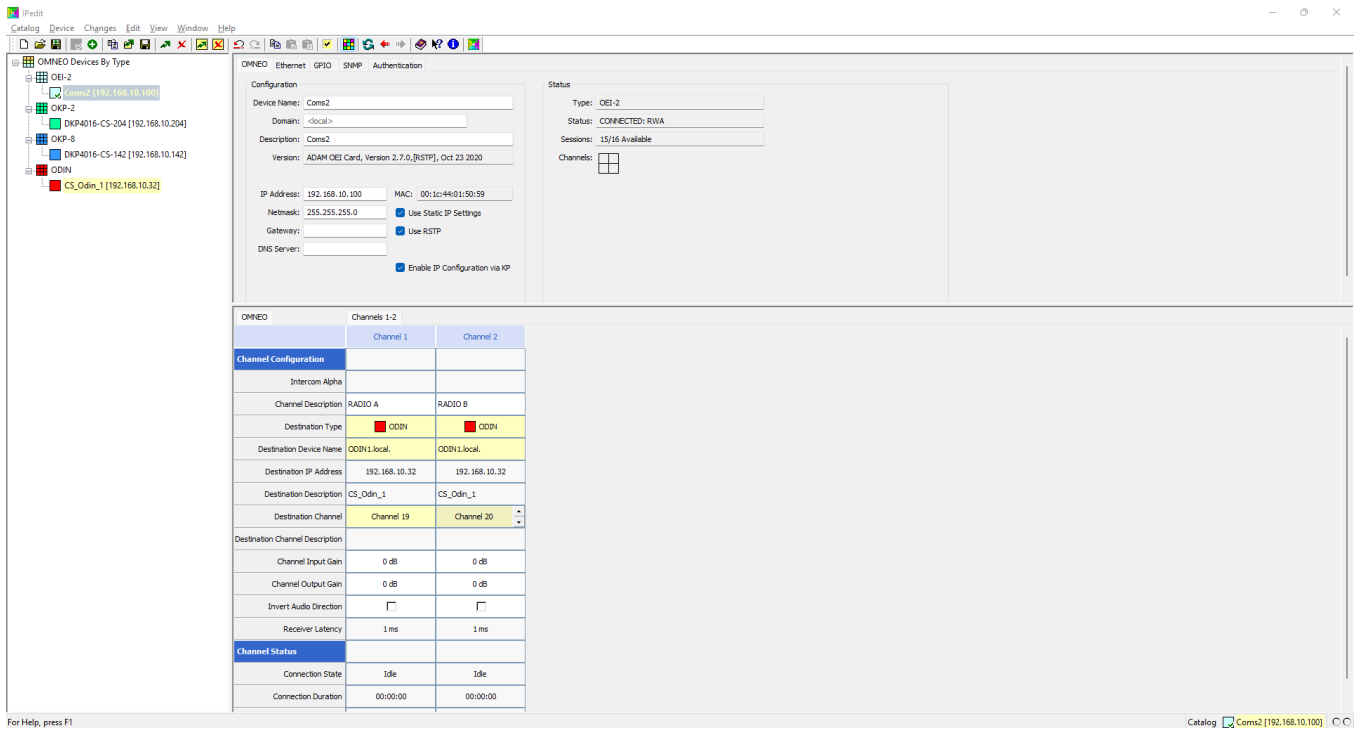 IPedit
Catalog Device Changes Edit View Window Help
OMNEO Devices By Type
OEI-2
Coms2 [192.168.10.100]
OKP-2
DKP4016-CS-204 [192.168.10.204]
OKP-8
DKP4016-CS-142 [192.168.10.142]
ODIN
CS_Odin_1 [192.168.10.32]
OMNEO Ethernet GPIO SNMP Authentication
Configuration
Device Name: Coms2
Domain: <local>
Description: Coms2
Version: ADAM OEI Card, Version 2.7.0,[RSTP], Oct 23 2020
IP Address: 192.168.10.100 MAC: 00:1c:44:01:50:59
Netmask: 255.255.255.0 Use Static IP Settings
Gateway: Use RSTP
DNS Server:
Enable IP Configuration via KP
Status
Type: OEI-2
Status: CONNECTED: RWA
Sessions: 15/16 Available
Channels:
OMNEO Channels 1-2
Channel 1 Channel 2
Channel Configuration
Intercom Alpha
Channel Description RADIO A RADIO B
Destination Type ODIN ODIN
Destination Device Name ODIN1.local. ODIN1.local.
Destination IP Address 192.168.10.32 192.168.10.32
Destination Description CS_Odin_1 CS_Odin_1
Destination Channel Channel 19 Channel 20
Destination Channel Description
Channel Input Gain 0 dB 0 dB
Channel Output Gain 0 dB 0 dB
Invert Audio Direction
Receiver Latency 1 ms 1 ms
Channel Status
Connection State Idle Idle
Connection Duration 00:00:00 00:00:00
For Help, press F1
Catalog Coms2 [192.168.10.100]